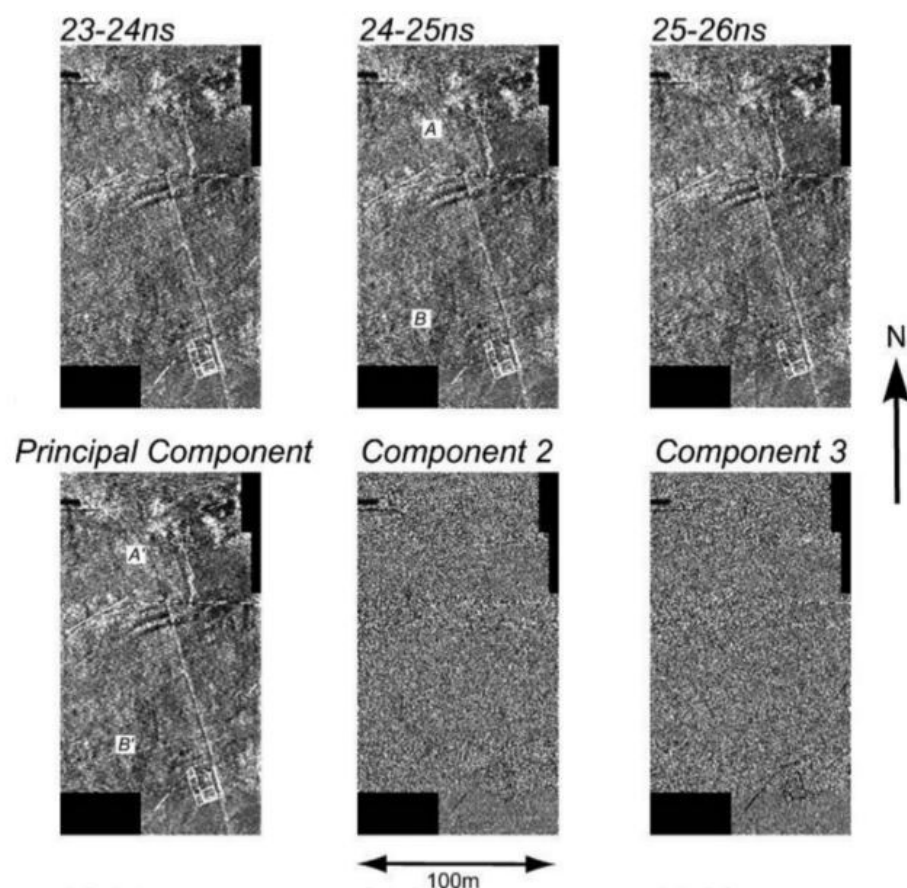 23-24ns
24-25ns
25-26ns
A
B
N
Principal Component
Component 2
Component 3
A'
B'
100m